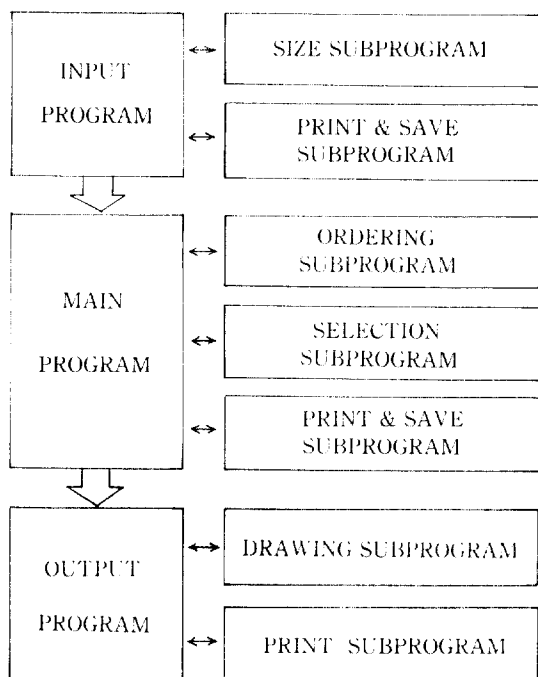 INPUT
PROGRAM
SIZE SUBPROGRAM
PRINT & SAVE
SUBPROGRAM
MAIN
PROGRAM
ORDERING
SUBPROGRAM
SELECTION
SUBPROGRAM
PRINT & SAVE
SUBPROGRAM
OUTPUT
PROGRAM
DRAWING SUBPROGRAM
PRINT SUBPROGRAM